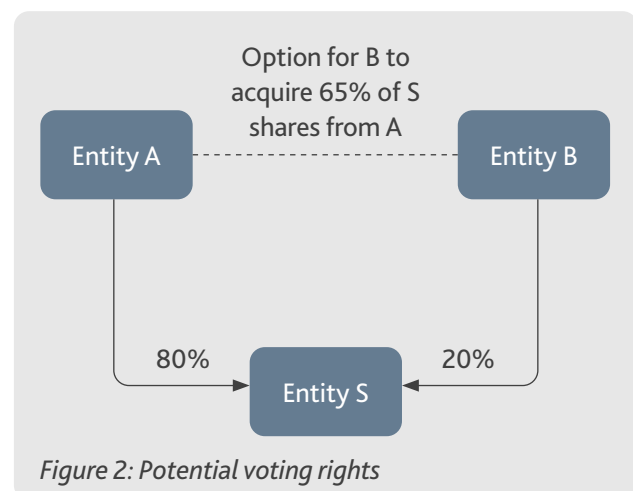 Option for B to
acquire 65% of S
shares from A
Entity A
Entity B
80%
20%
Entity S
Figure 2: Potential voting rights